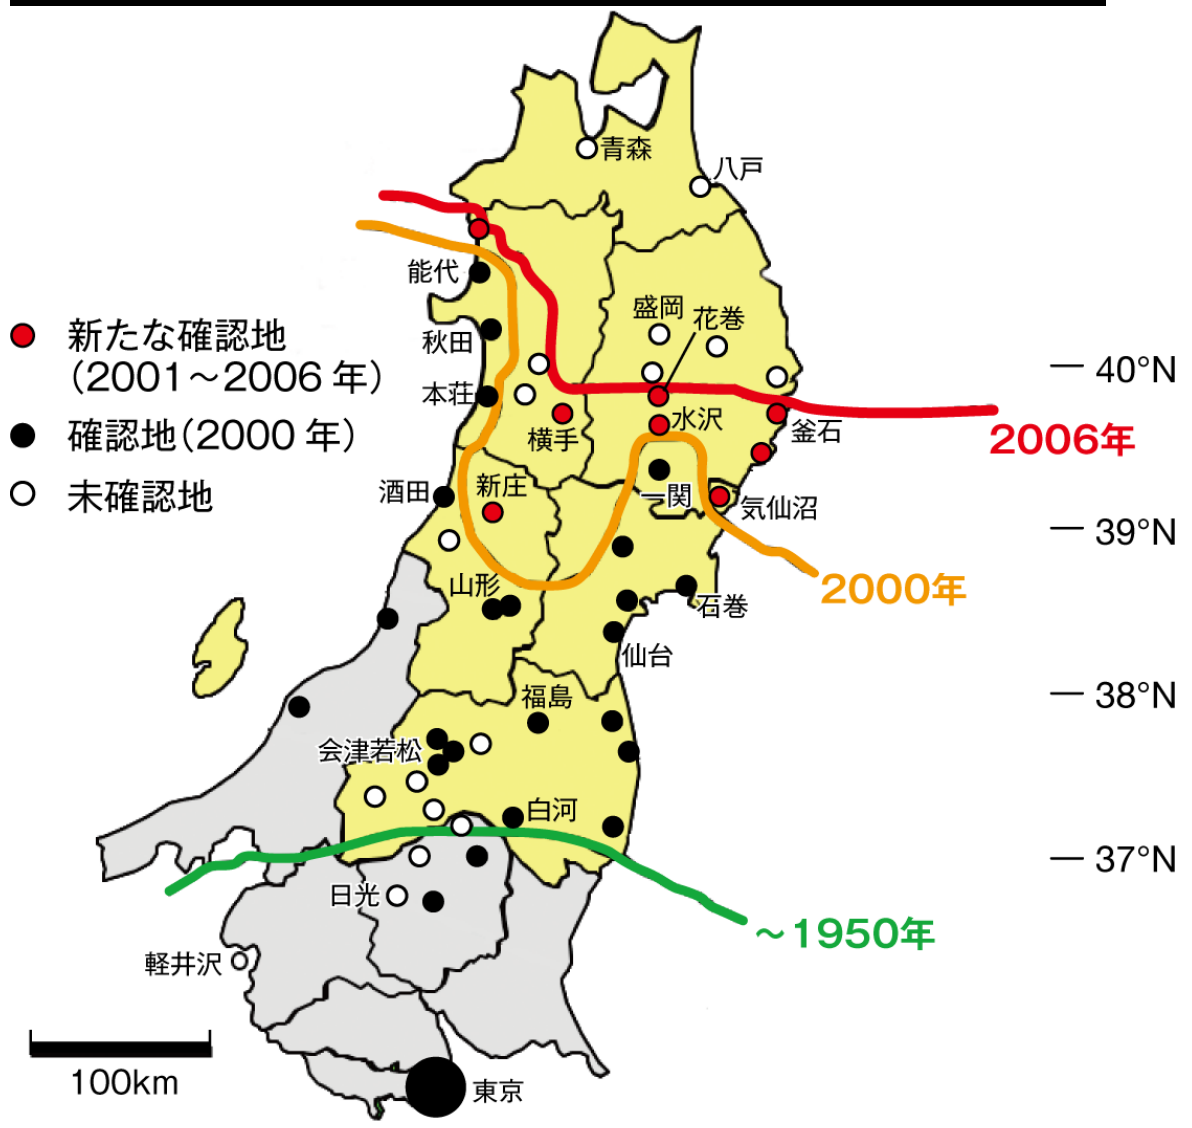 青森
八戸
能代
盛岡
花巻
新たな確認地
(2001～2006 年)
秋田
40°N
本荘
水沢
釜石
横手
2006年
確認地(2000 年)
酒田
新庄
一関
気仙沼
未確認地
39°N
山形
2000年
石巻
仙台
38°N
福島
会津若松
白河
37°N
日光
～1950年
軽井沢
100km
東京